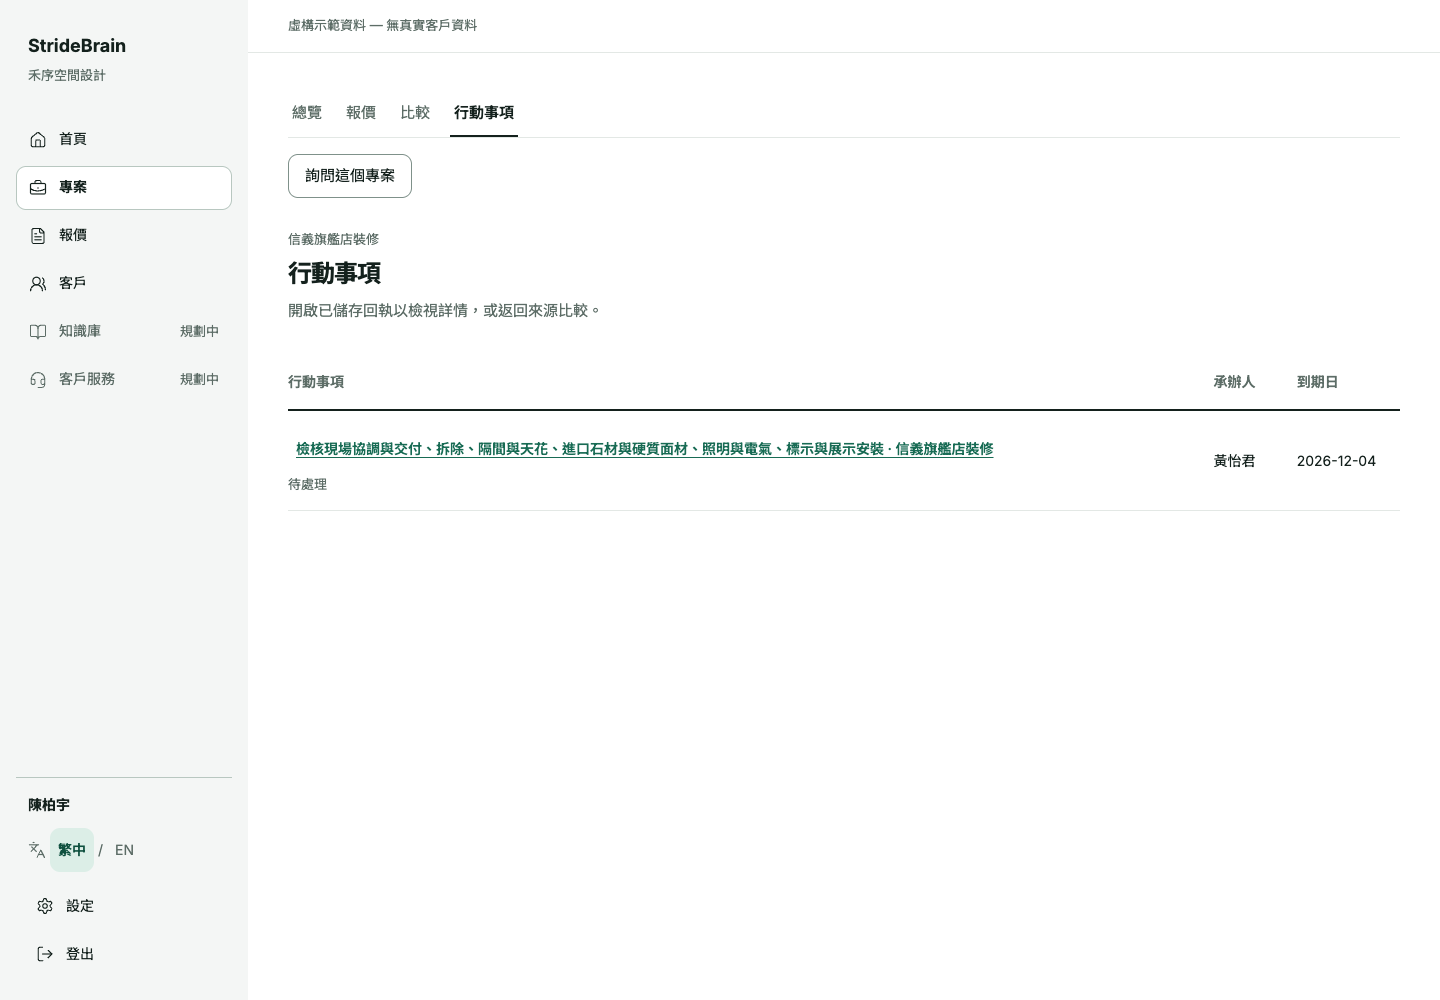 StrideBrain
禾序空間設計
首頁
專案
報價
客戶
知識庫 規劃中
客戶服務 規劃中
陳柏宇
繁中 / EN
設定
登出
虛構示範資料 — 無真實客戶資料
總覽 報價 比較 行動事項
詢問這個專案
信義旗艦店裝修
行動事項
開啟已儲存回執以檢視詳情，或返回來源比較。
行動事項 承辦人 到期日
檢核現場協調與交付、拆除、隔間與天花、進口石材與硬質面材、照明與電氣、標示與展示安裝 · 信義旗艦店裝修
待處理
黃怡君 2026-12-04